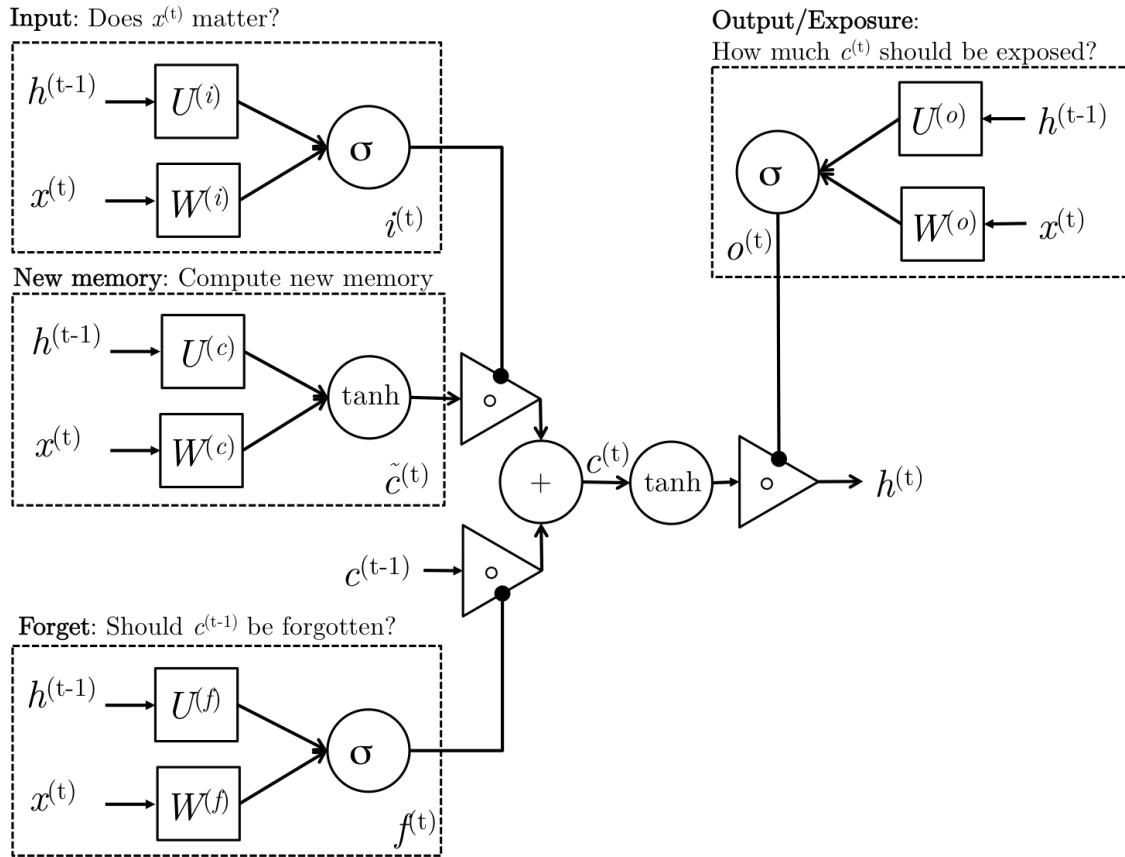 Input: Does x⁽ᵗ⁾ matter?
h⁽ᵗ⁻¹⁾ U⁽ⁱ⁾
σ
x⁽ᵗ⁾ W⁽ⁱ⁾
i⁽ᵗ⁾
New memory: Compute new memory
h⁽ᵗ⁻¹⁾ U⁽ᶜ⁾
tanh
x⁽ᵗ⁾ W⁽ᶜ⁾
c̃⁽ᵗ⁾
∘
+
c⁽ᵗ⁾
tanh
∘
h⁽ᵗ⁾
c⁽ᵗ⁻¹⁾
∘
Forget: Should c⁽ᵗ⁻¹⁾ be forgotten?
h⁽ᵗ⁻¹⁾ U⁽ᶠ⁾
σ
x⁽ᵗ⁾ W⁽ᶠ⁾
f⁽ᵗ⁾
Output/Exposure:
How much c⁽ᵗ⁾ should be exposed?
U⁽ᵒ⁾ h⁽ᵗ⁻¹⁾
σ
W⁽ᵒ⁾ x⁽ᵗ⁾
o⁽ᵗ⁾